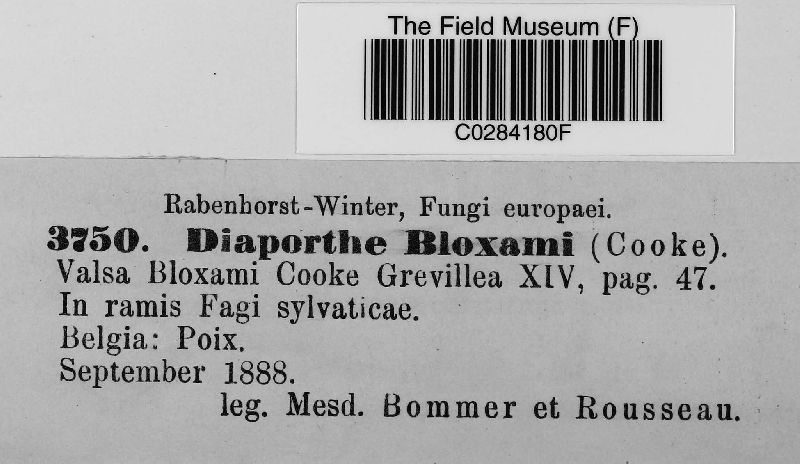 The Field Museum (F)
C0284180F
Rabenhorst-Winter, Fungi europaei.
3750. Diaporthe Bloxami (Cooke).
Valsa Bloxami Cooke Grevillea XIV, pag. 47.
In ramis Fagi sylvaticae.
Belgia: Poix.
September 1888.
leg. Mesd. Bommer et Rousseau.